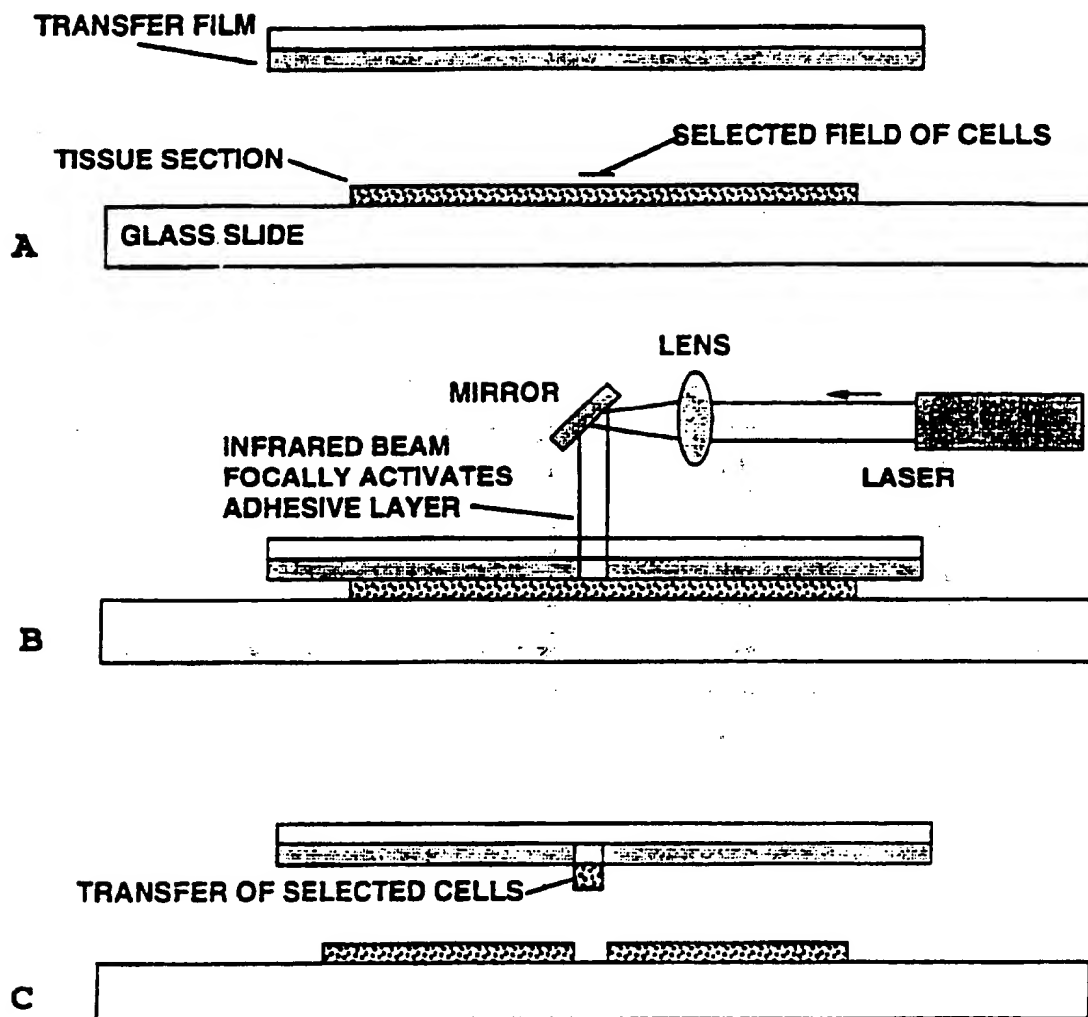 TRANSFER FILM
SELECTED FIELD OF CELLS
TISSUE SECTION
GLASS SLIDE
A
LENS
MIRROR
INFRARED BEAM
FOCALLY ACTIVATES
ADHESIVE LAYER
LASER
B
TRANSFER OF SELECTED CELLS
C